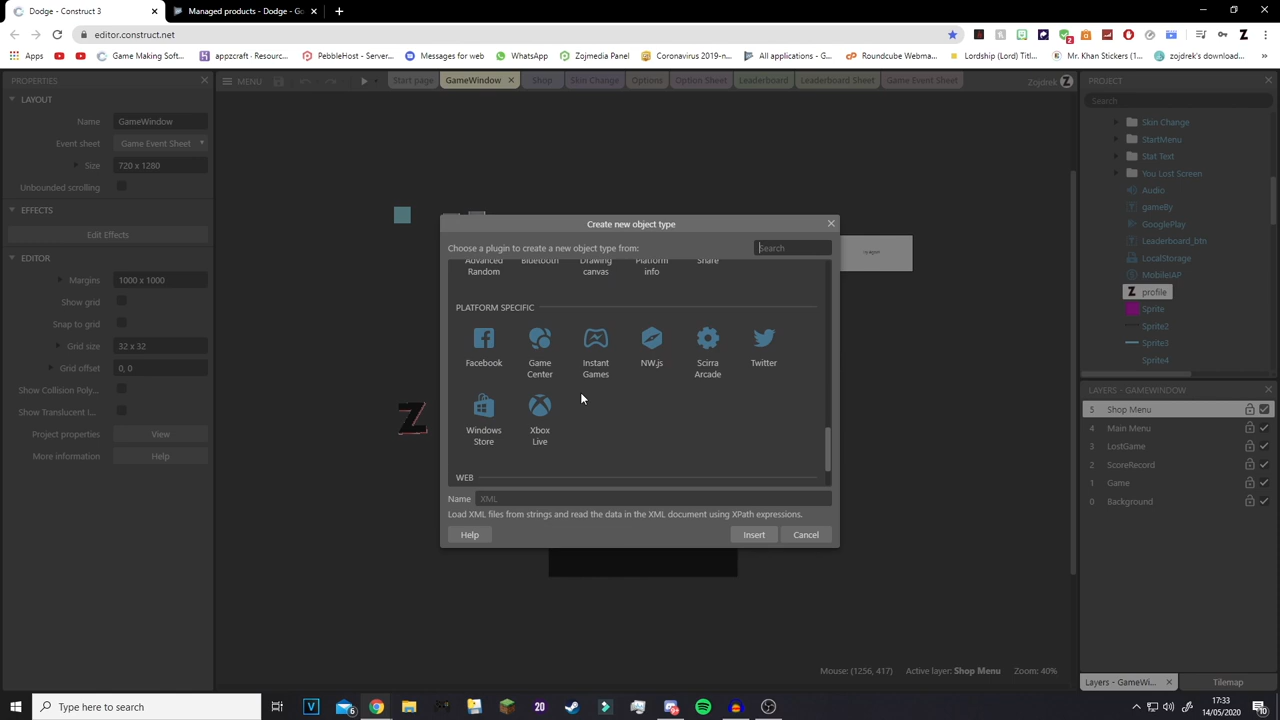 Dodge - Construct 3
Managed products - Dodge - Go
editor.construct.net
Apps
Game Making Soft...
appzcraft - Resourc...
PebbleHost - Server...
Messages for web
WhatsApp
Zojmedia Panel
Coronavirus 2019-n...
All applications - G...
Roundcube Webma...
Lordship (Lord) Titl...
Mr. Khan Stickers (1...
zojdrek's download...
PROPERTIES
MENU
Start page
GameWindow
Shop
Skin Change
Options
Option Sheet
Leaderboard
Leaderboard Sheet
Game Event Sheet
Zojdrek
PROJECT
LAYOUT
Name
GameWindow
Event sheet
Game Event Sheet
Size
720 x 1280
Unbounded scrolling
EFFECTS
Edit Effects
EDITOR
Margins
1000 x 1000
Show grid
Snap to grid
Grid size
32 x 32
Grid offset
0, 0
Show Collision Poly...
Show Translucent I...
Project properties
View
More information
Help
Create new object type
Choose a plugin to create a new object type from:
Search
Advanced Random
Bluetooth
Drawing canvas
Platform info
Share
PLATFORM SPECIFIC
Facebook
Game Center
Instant Games
NW.js
Scirra Arcade
Twitter
Windows Store
Xbox Live
WEB
Name
XML
Load XML files from strings and read the data in the XML document using XPath expressions.
Help
Insert
Cancel
Z
Search
Skin Change
StartMenu
Stat Text
You Lost Screen
Audio
gameBy
GooglePlay
Leaderboard_btn
LocalStorage
MobileIAP
profile
Sprite
Sprite2
Sprite3
Sprite4
LAYERS - GAMEWINDOW
5 Shop Menu
4 Main Menu
3 LostGame
2 ScoreRecord
1 Game
0 Background
Mouse: (1256, 417)
Active layer: Shop Menu
Zoom: 40%
Layers - GameWi...
Tilemap
Type here to search
17:33
14/05/2020